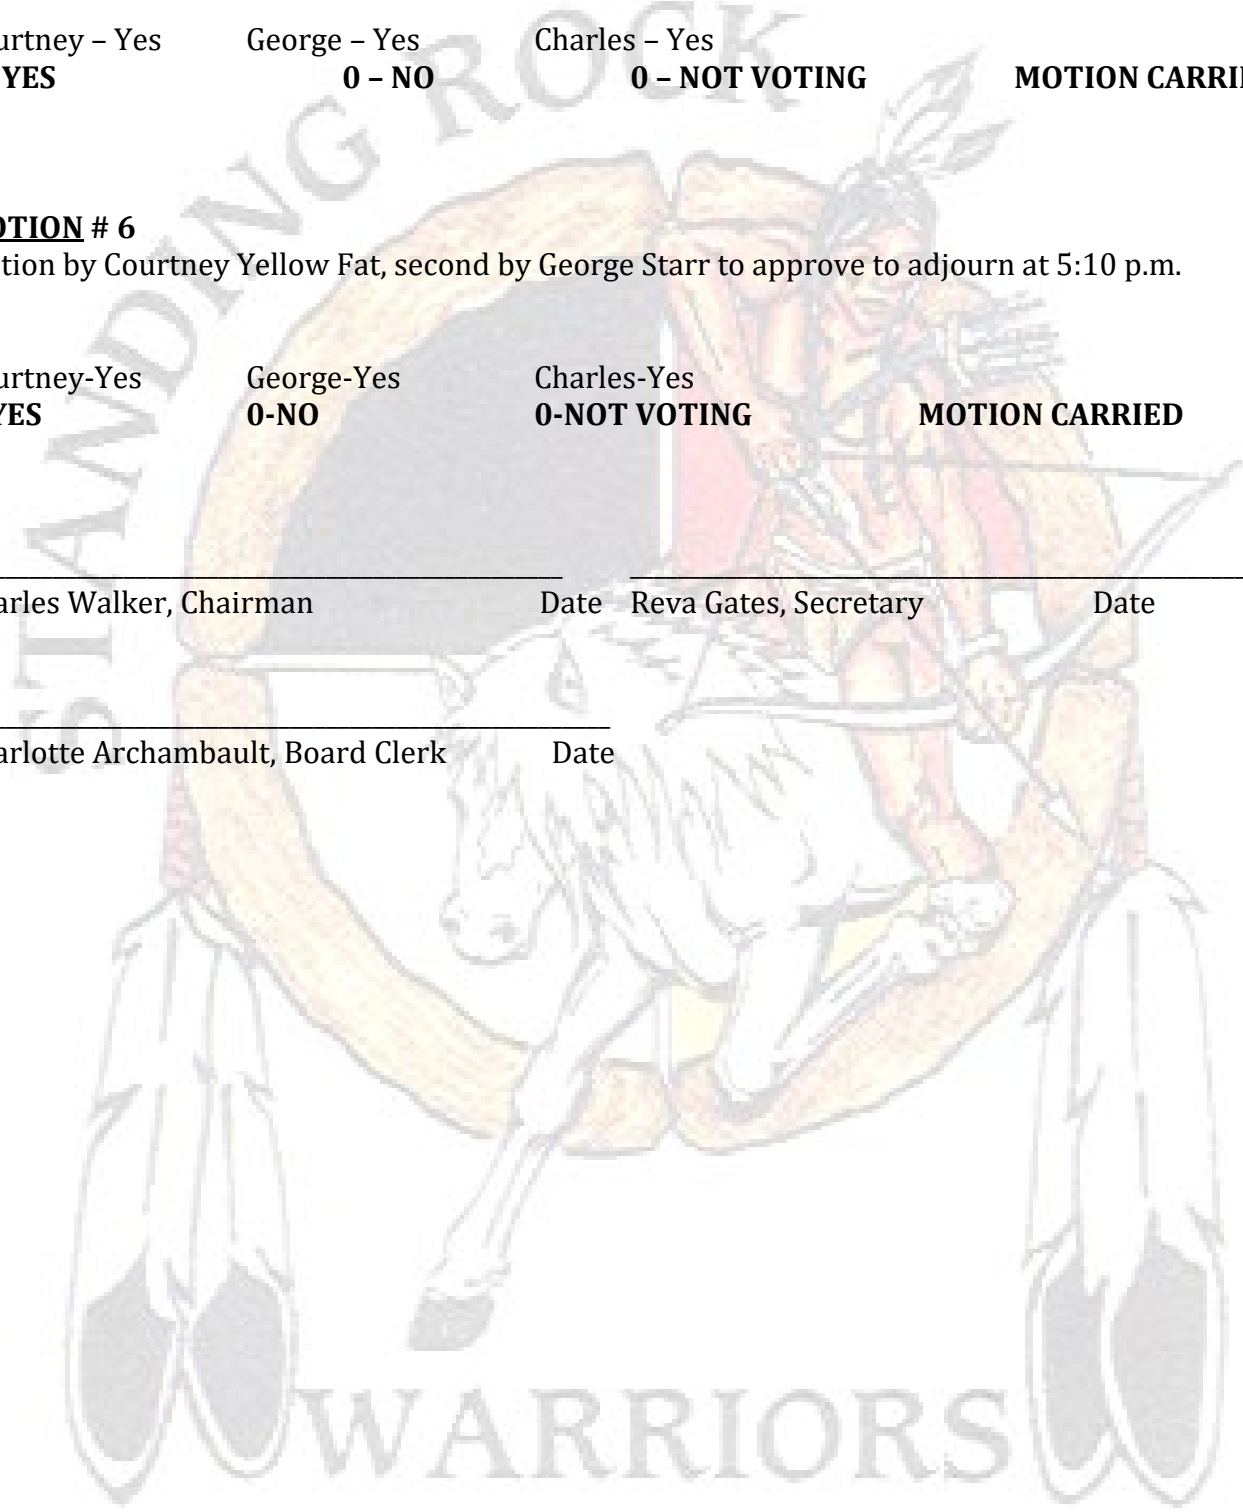 urtney – Yes George – Yes Charles – Yes
YES 0 – NO 0 – NOT VOTING MOTION CARRI
OTION # 6
tion by Courtney Yellow Fat, second by George Starr to approve to adjourn at 5:10 p.m.
urtney-Yes George-Yes Charles-Yes
YES 0-NO 0-NOT VOTING MOTION CARRIED
arles Walker, Chairman Date Reva Gates, Secretary Date
arlotte Archambault, Board Clerk Date
STANDING ROCK
WARRIORS